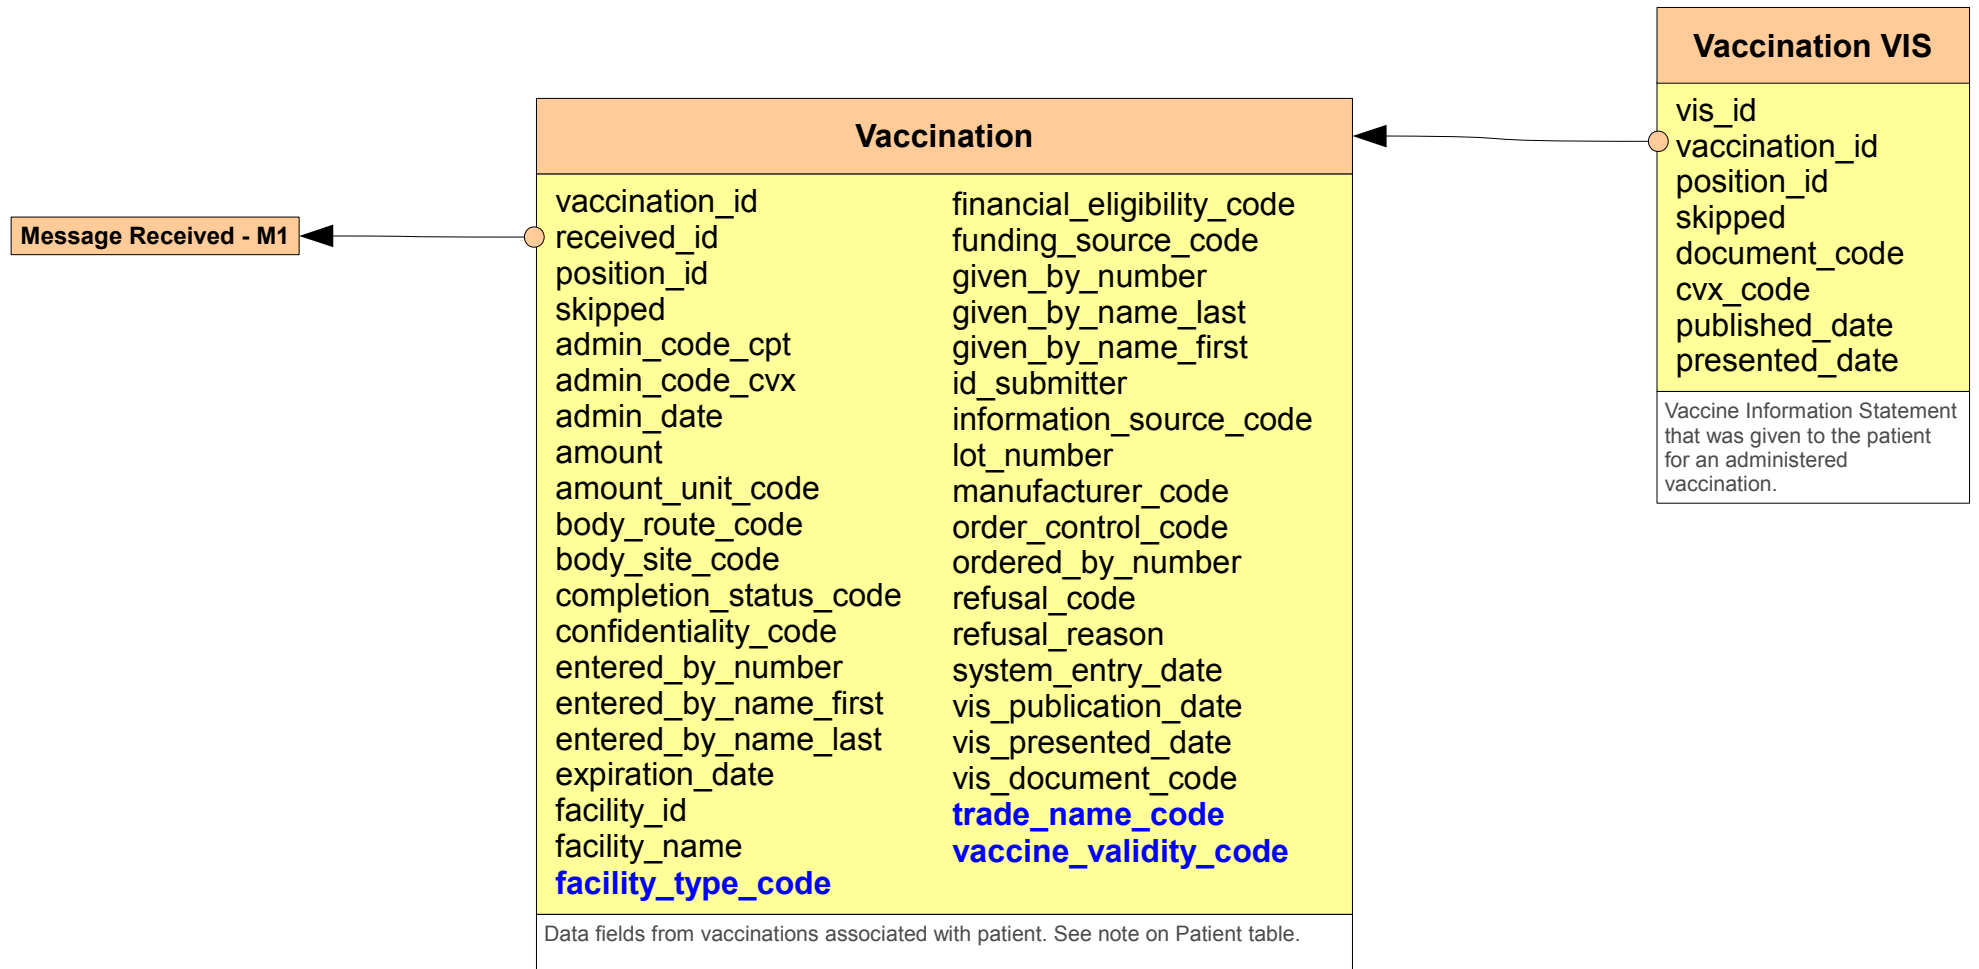 Message Received - M1
Vaccination
vaccination_id
received_id
position_id
skipped
admin_code_cpt
admin_code_cvx
admin_date
amount
amount_unit_code
body_route_code
body_site_code
completion_status_code
confidentiality_code
entered_by_number
entered_by_name_first
entered_by_name_last
expiration_date
facility_id
facility_name
facility_type_code
financial_eligibility_code
funding_source_code
given_by_number
given_by_name_last
given_by_name_first
id_submitter
information_source_code
lot_number
manufacturer_code
order_control_code
ordered_by_number
refusal_code
refusal_reason
system_entry_date
vis_publication_date
vis_presented_date
vis_document_code
trade_name_code
vaccine_validity_code
Data fields from vaccinations associated with patient. See note on Patient table.
Vaccination VIS
vis_id
vaccination_id
position_id
skipped
document_code
cvx_code
published_date
presented_date
Vaccine Information Statement
that was given to the patient
for an administered
vaccination.